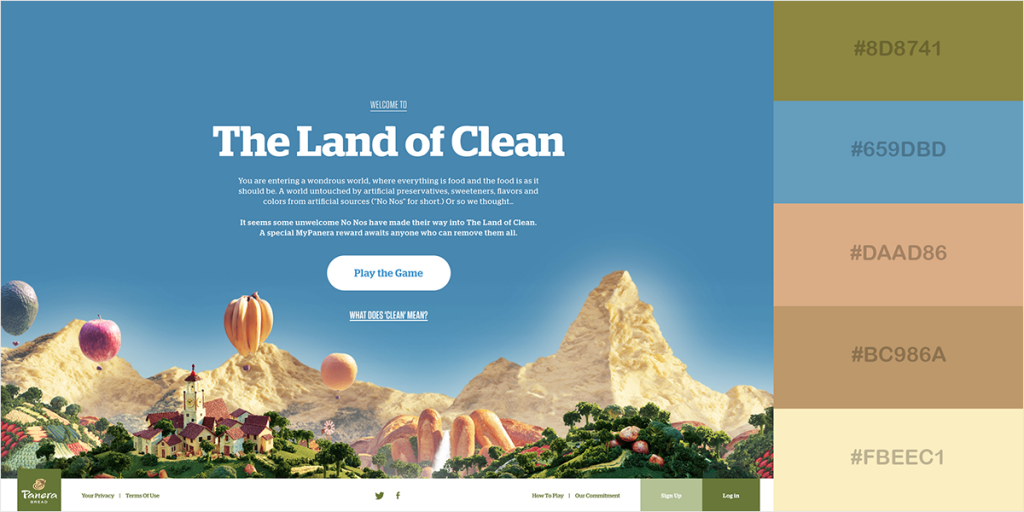 WELCOME TO
The Land of Clean
You are entering a wondrous world, where everything is food and the food is as it
should be. A world untouched by artificial preservatives, sweeteners, flavors and
colors from artificial sources ("No Nos" for short.) Or so we thought...
It seems some unwelcome No Nos have made their way into The Land of Clean.
A special MyPanera reward awaits anyone who can remove them all.
Play the Game
WHAT DOES 'CLEAN' MEAN?
Panera
BREAD
Your Privacy | Terms Of Use
How To Play | Our Commitment
Sign Up
Log in
#8D8741
#659DBD
#DAAD86
#BC986A
#FBEEC1